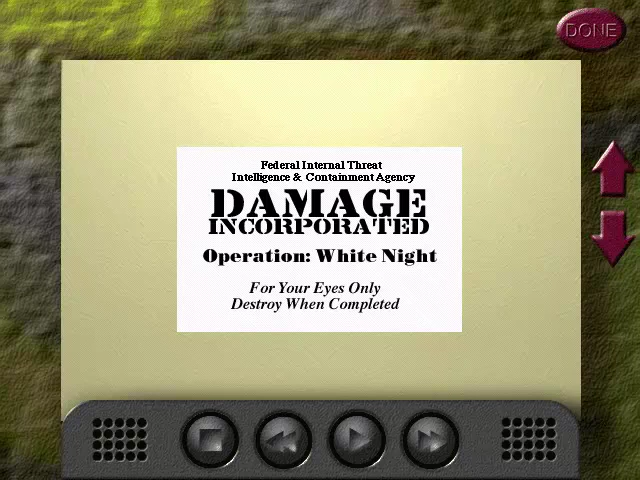 DONE
Federal Internal Threat
Intelligence & Containment Agency
DAMAGE
INCORPORATED
Operation: White Night
For Your Eyes Only
Destroy When Completed